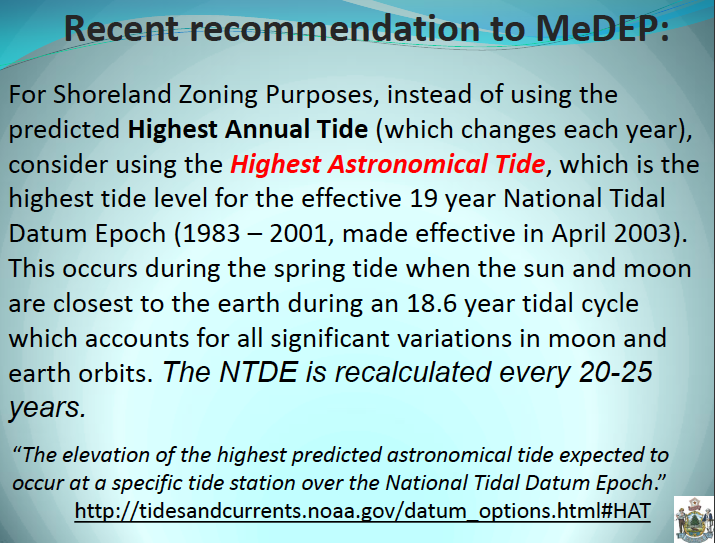 Recent recommendation to MeDEP:
For Shoreland Zoning Purposes, instead of using the
predicted Highest Annual Tide (which changes each year),
consider using the Highest Astronomical Tide, which is the
highest tide level for the effective 19 year National Tidal
Datum Epoch (1983 – 2001, made effective in April 2003).
This occurs during the spring tide when the sun and moon
are closest to the earth during an 18.6 year tidal cycle
which accounts for all significant variations in moon and
earth orbits. The NTDE is recalculated every 20-25
years.
“The elevation of the highest predicted astronomical tide expected to
occur at a specific tide station over the National Tidal Datum Epoch.”
http://tidesandcurrents.noaa.gov/datum_options.html#HAT